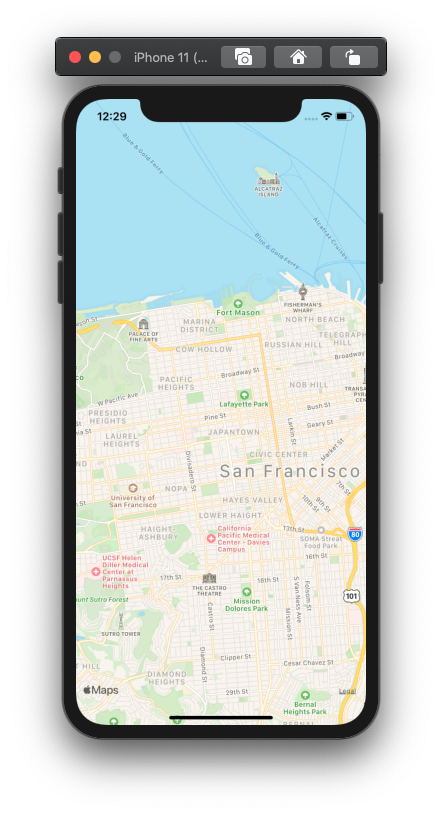 iPhone 11 (...
12:29
Blue & Gold Ferry
ALCATRAZ
ISLAND
Alcatraz Cruises
Blue & Gold Ferry
Fort Mason
FISHERMAN'S
WHARF
MARINA
DISTRICT
NORTH BEACH
PALACE OF
FINE ARTS
TELEGRAPH
HILL
RUSSIAN HILL
COW HOLLOW
Broadway
Broadway St
PACIFIC
HEIGHTS
NOB HILL
W Pacific Ave
Lafayette Park
Bush St
PRESIDIO
HEIGHTS
Pine St
Geary St
Larkin St
LAUREL
HEIGHTS
JAPANTOWN
Market St
Divisadero St
CIVIC CENTER
San Francisco
7th St
NOPA
9th St
10th St
University of
San Francisco
HAYES VALLEY
LOWER HAIGHT
HAIGHT-
ASHBURY
California
Pacific Medical
Center - Davies
Campus
13th St
80
SOMA StrEat
Food Park
16th St
UCSF Helen
Diller Medical
Center at
Parnassus
Heights
17th St
THE CASTRO
THEATRE
18th St
S Van Ness Ave
Folsom St
101
Mission
Dolores Park
Mount Sutro Forest
Castro St
Mission St
SUTRO TOWER
Clipper St
Cesar Chavez St
Diamond St
DIAMOND
HEIGHTS
Maps
29th St
Legal
Bernal
Heights Park
BERNAL